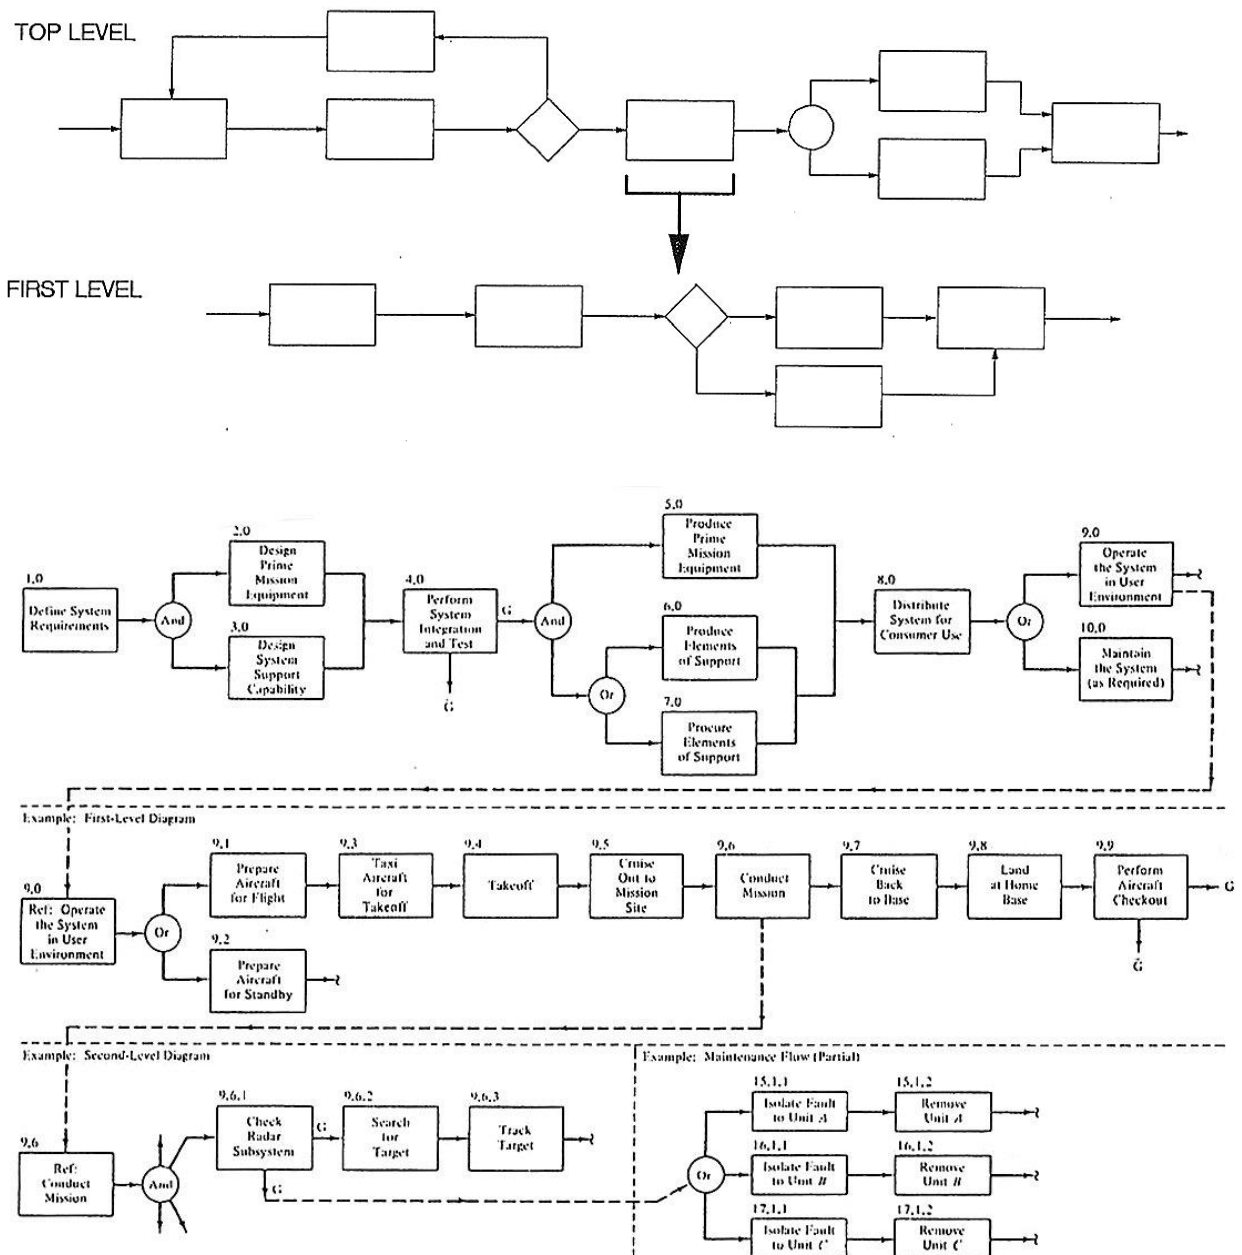 TOP LEVEL
FIRST LEVEL
1,0
Define System
Requirements
And
2,0
Design
Prime
Mission
Equipment
3,0
Design
System
Support
Capability
4,0
Perform
System
Integration
and Test
G
Ḡ
And
Or
5,0
Produce
Prime
Mission
Equipment
6,0
Produce
Elements
of Support
7,0
Procure
Elements
of Support
8,0
Distribute
System for
Consumer Use
Or
9,0
Operate
the System
in User
Environment
10,0
Maintain
the System
(as Required)
Example: First-Level Diagram
9,0
Ref: Operate
the System
in User
Environment
Or
9,1
Prepare
Aircraft
for Flight
9,2
Prepare
Aircraft
for Standby
9,3
Taxi
Aircraft
for
Takeoff
9,4
Takeoff
9,5
Cruise
Out to
Mission
Site
9,6
Conduct
Mission
9,7
Cruise
Back
to Base
9,8
Land
at Home
Base
9,9
Perform
Aircraft
Checkout
G
Ḡ
Example: Second-Level Diagram
9,6
Ref:
Conduct
Mission
And
9,6,1
Check
Radar
Subsystem
G
Ḡ
9,6,2
Search
for
Target
9,6,3
Track
Target
Example: Maintenance Flow (Partial)
Or
15,1,1
Isolate Fault
to Unit A
15,1,2
Remove
Unit A
16,1,1
Isolate Fault
to Unit B
16,1,2
Remove
Unit B
17,1,1
Isolate Fault
to Unit C
17,1,2
Remove
Unit C